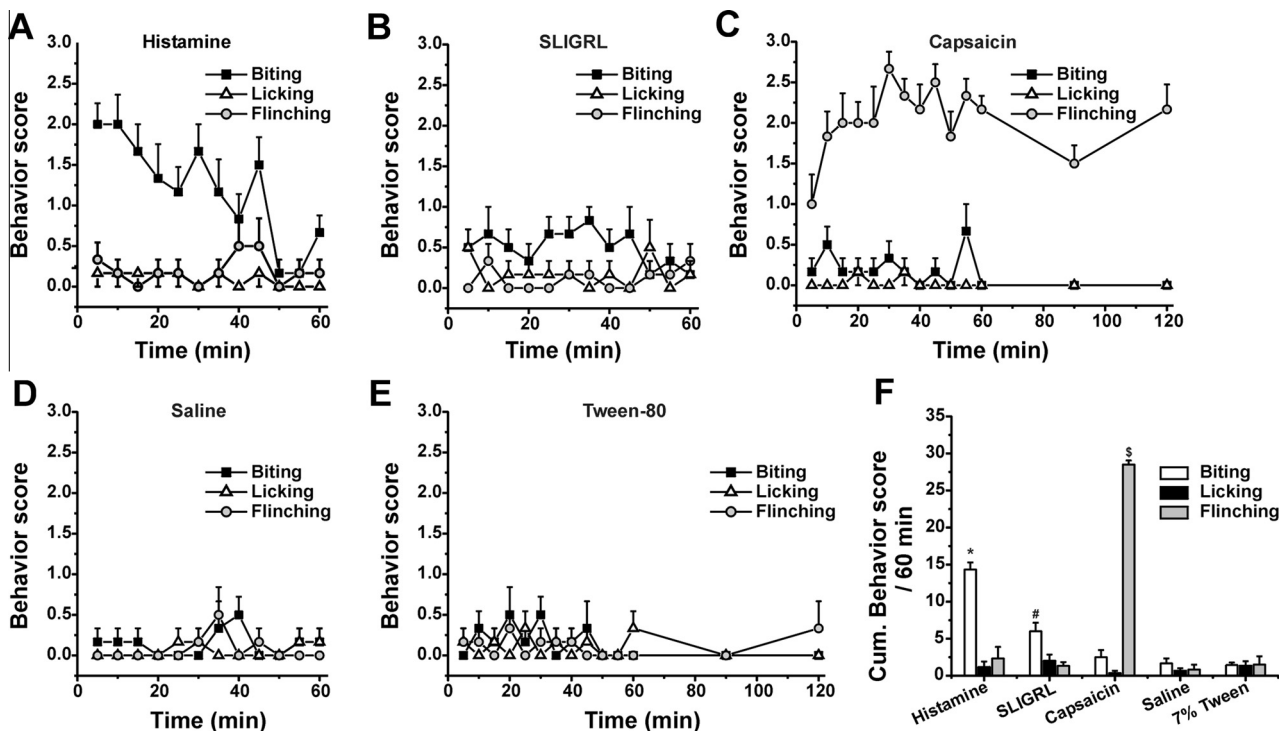 A
Histamine
Biting
Licking
Flinching
Behavior score
3.0
2.5
2.0
1.5
1.0
0.5
0.0
0
20
40
60
Time (min)
B
SLIGRL
Biting
Licking
Flinching
Behavior score
3.0
2.5
2.0
1.5
1.0
0.5
0.0
0
20
40
60
Time (min)
C
Capsaicin
Biting
Licking
Flinching
Behavior score
3.0
2.5
2.0
1.5
1.0
0.5
0.0
0
20
40
60
80
100
120
Time (min)
D
Saline
Biting
Licking
Flinching
Behavior score
3.0
2.5
2.0
1.5
1.0
0.5
0.0
0
20
40
60
Time (min)
E
Tween-80
Biting
Licking
Flinching
Behavior score
3.0
2.5
2.0
1.5
1.0
0.5
0.0
0
20
40
60
80
100
120
Time (min)
F
Biting
Licking
Flinching
Cum. Behavior score
/ 60 min
35
30
25
20
15
10
5
0
*
#
$
Histamine
SLIGRL
Capsaicin
Saline
7% Tween